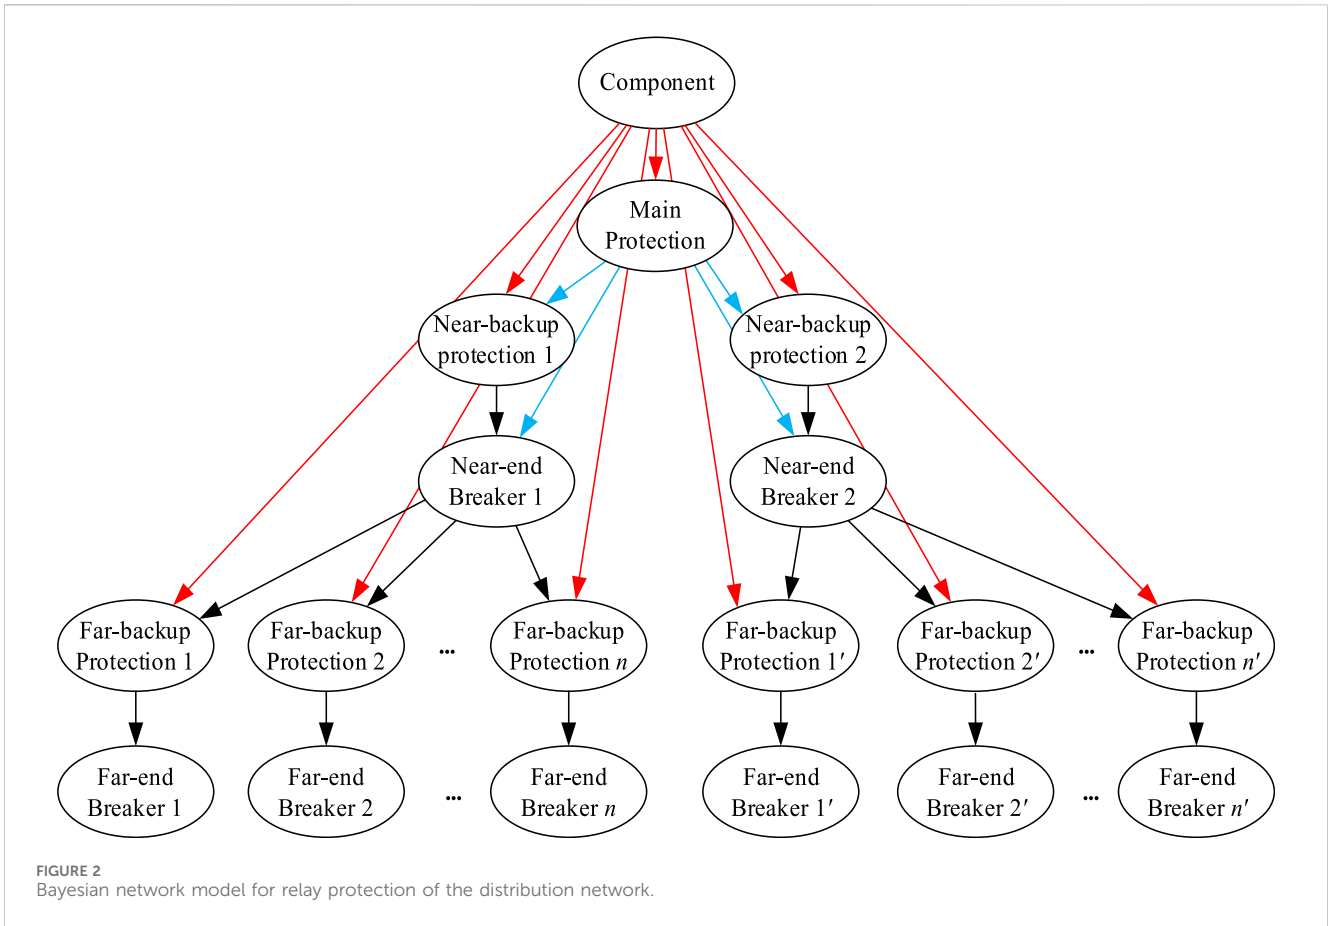 Component
Main
Protection
Near-backup
protection 1
Near-backup
protection 2
Near-end
Breaker 1
Near-end
Breaker 2
Far-backup
Protection 1
Far-backup
Protection 2
...
Far-backup
Protection n
Far-backup
Protection 1′
Far-backup
Protection 2′
...
Far-backup
Protection n′
Far-end
Breaker 1
Far-end
Breaker 2
...
Far-end
Breaker n
Far-end
Breaker 1′
Far-end
Breaker 2′
...
Far-end
Breaker n′
FIGURE 2
Bayesian network model for relay protection of the distribution network.